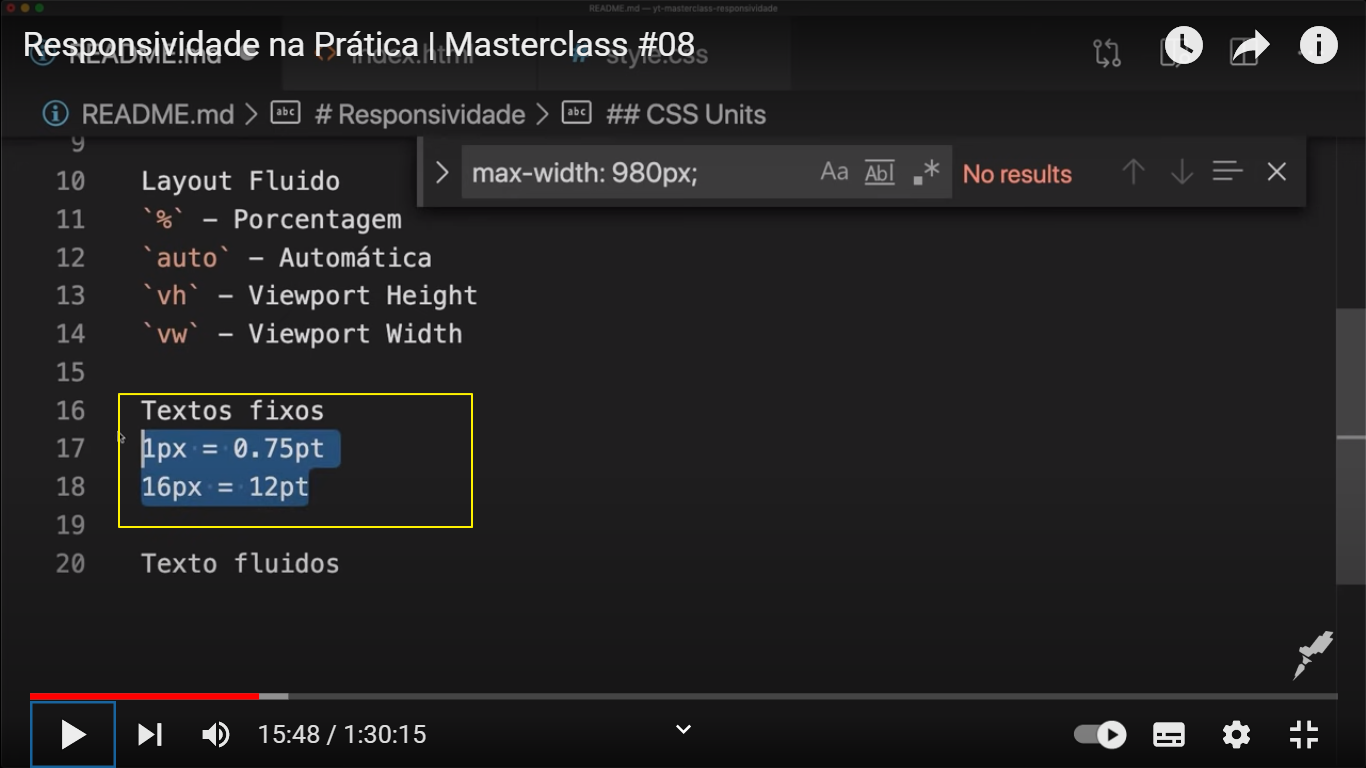 README.md — yt-masterclass-responsividade
Responsividade na Prática | Masterclass #08
README.md index.html # style.css
README.md > # Responsividade > ## CSS Units
max-width: 980px; Aa Abl .* No results
9
10 Layout Fluido
11 `%` – Porcentagem
12 `auto` – Automática
13 `vh` – Viewport Height
14 `vw` – Viewport Width
15
16 Textos fixos
17 1px = 0.75pt
18 16px = 12pt
19
20 Texto fluidos
15:48 / 1:30:15